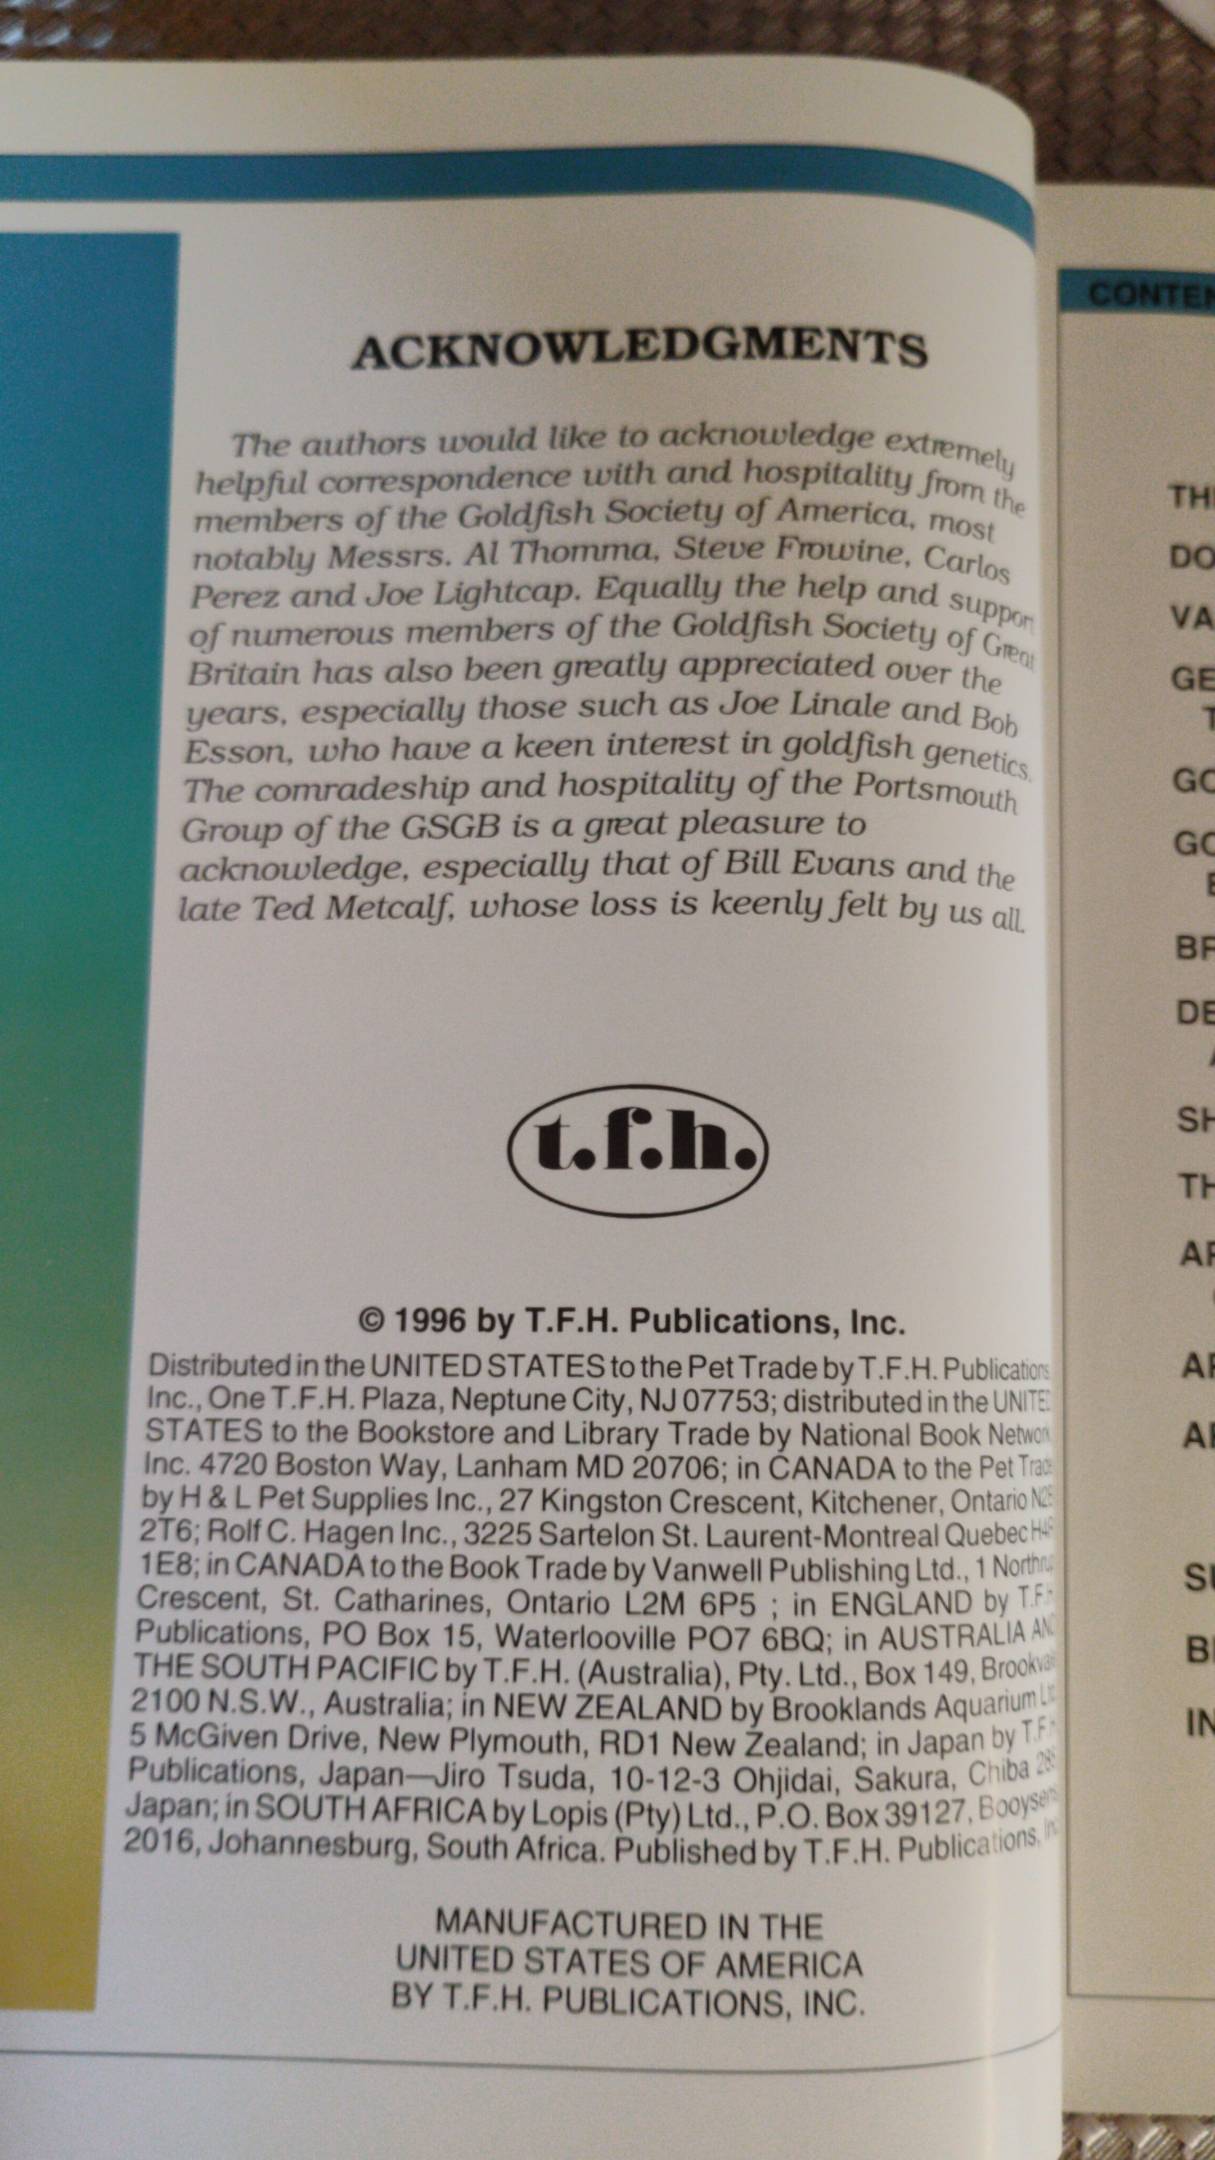 ACKNOWLEDGMENTS
The authors would like to acknowledge extremely
helpful correspondence with and hospitality from the
members of the Goldfish Society of America, most
notably Messrs. Al Thomma, Steve Frowine, Carlos
Perez and Joe Lightcap. Equally the help and support
of numerous members of the Goldfish Society of Great
Britain has also been greatly appreciated over the
years, especially those such as Joe Linale and Bob
Esson, who have a keen interest in goldfish genetics.
The comradeship and hospitality of the Portsmouth
Group of the GSGB is a great pleasure to
acknowledge, especially that of Bill Evans and the
late Ted Metcalf, whose loss is keenly felt by us all.
t.f.h.
© 1996 by T.F.H. Publications, Inc.
Distributed in the UNITED STATES to the Pet Trade by T.F.H. Publications,
Inc., One T.F.H. Plaza, Neptune City, NJ 07753; distributed in the UNITED
STATES to the Bookstore and Library Trade by National Book Network,
Inc. 4720 Boston Way, Lanham MD 20706; in CANADA to the Pet Trade
by H & L Pet Supplies Inc., 27 Kingston Crescent, Kitchener, Ontario N2B
2T6; Rolf C. Hagen Inc., 3225 Sartelon St. Laurent-Montreal Quebec H4R
1E8; in CANADA to the Book Trade by Vanwell Publishing Ltd., 1
Crescent, St. Catharines, Ontario L2M 6P5 ; in ENGLAND by T.F.H.
Publications, PO Box 15, Waterlooville PO7 6BQ; in AUSTRALIA AND
THE SOUTH PACIFIC by T.F.H. (Australia), Pty. Ltd., Box 149, Brookvale
2100 N.S.W., Australia; in NEW ZEALAND by Brooklands Aquarium Ltd.
5 McGiven Drive, New Plymouth, RD1 New Zealand; in Japan by T.F.H.
Publications, Japan—Jiro Tsuda, 10-12-3 Ohjidai, Sakura, Chiba
Japan; in SOUTH AFRICA by Lopis (Pty) Ltd., P.O. Box 39127, Booysens
2016, Johannesburg, South Africa. Published by T.F.H. Publications, Inc.
MANUFACTURED IN THE
UNITED STATES OF AMERICA
BY T.F.H. PUBLICATIONS, INC.